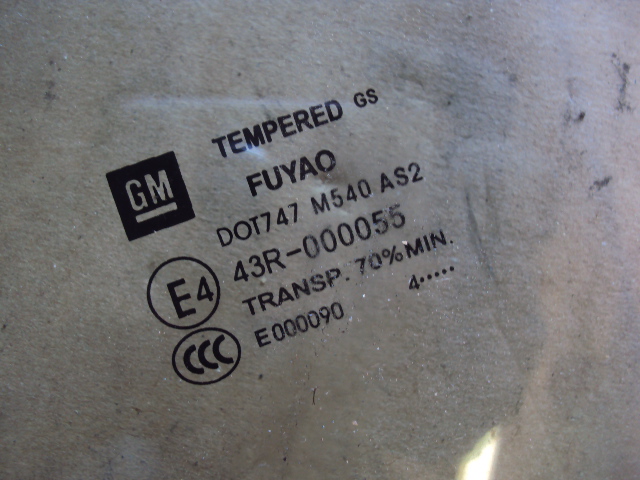 TEMPERED GS
GM
FUYAO
DOT747 M540 AS2
E4
43R-000055
TRANSP. 70% MIN.
CCC
E000090
4•••••